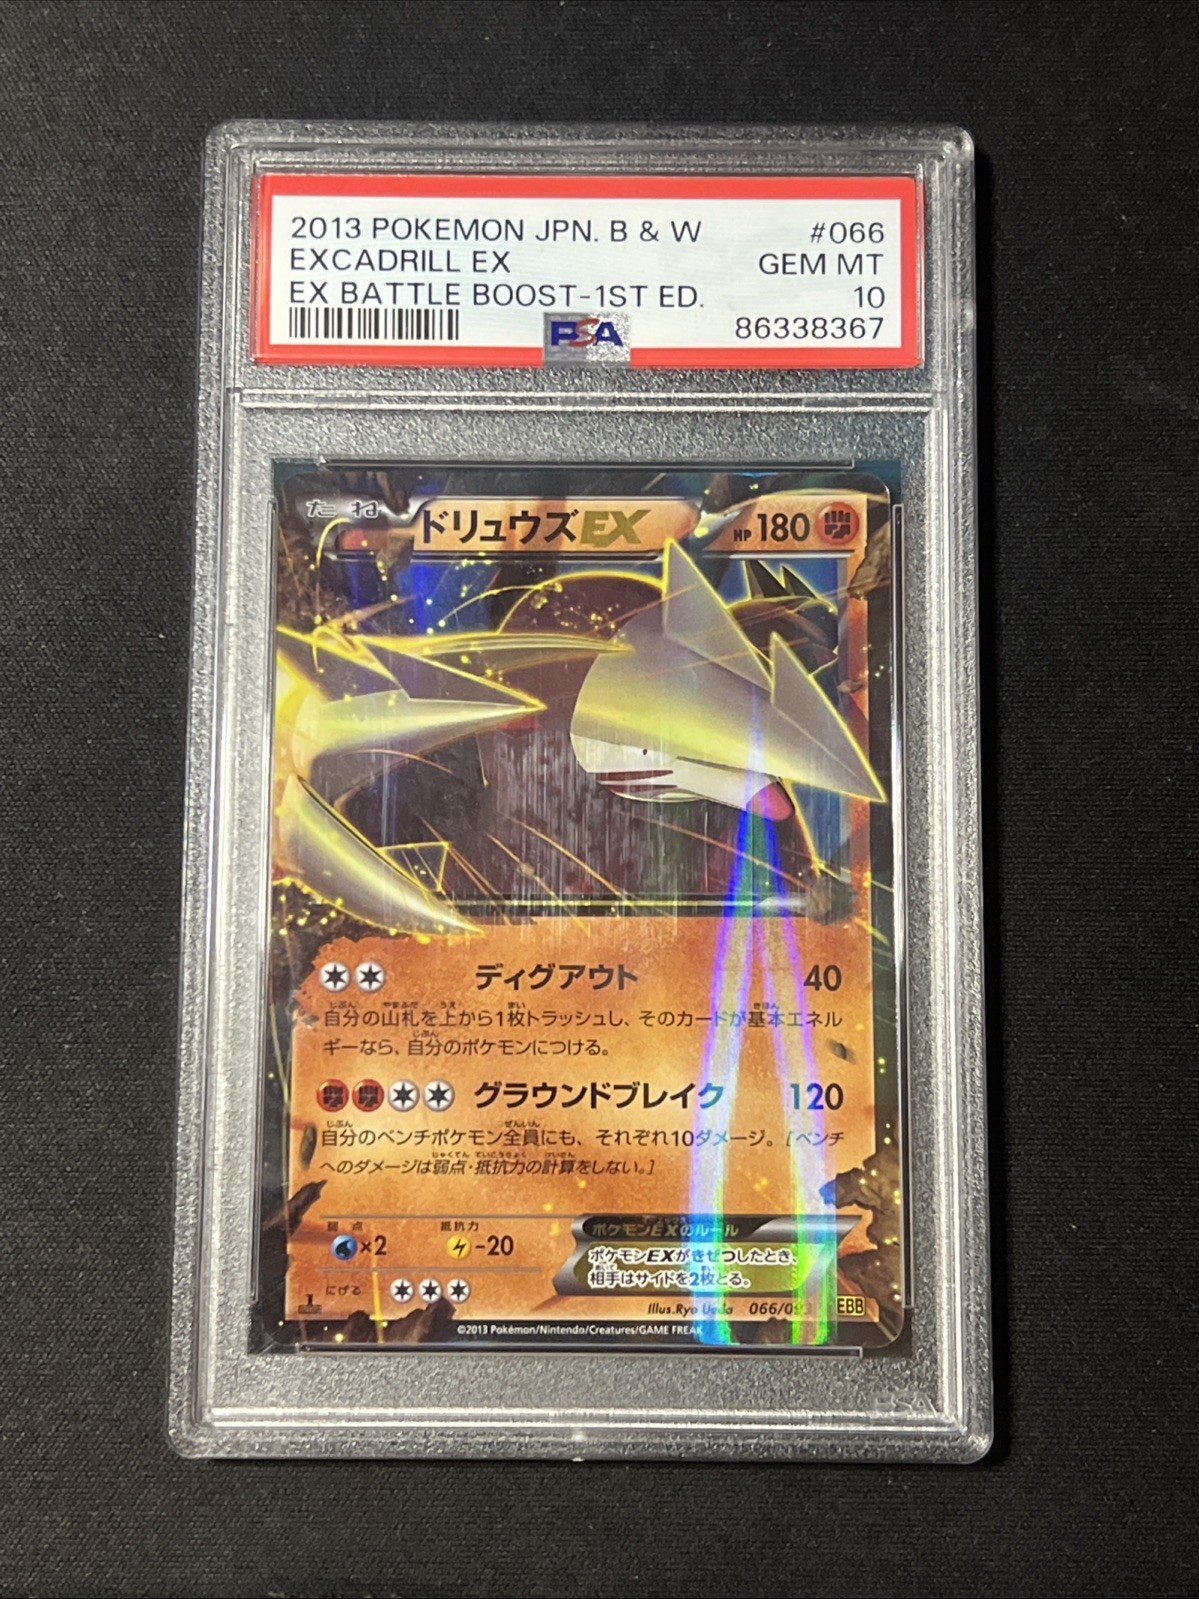 2013 POKEMON JPN. B & W #066
EXCADRILL EX GEM MT
EX BATTLE BOOST-1ST ED. 10
86338367
PSA
たね ドリュウズEX HP 180
ディグアウト 40
自分の山札を上から1枚トラッシュし、そのカードが基本エネル
ギーなら、自分のポケモンにつける。
グラウンドブレイク 120
自分のベンチポケモン全員にも、それぞれ10ダメージ。[ベンチ
へのダメージは弱点・抵抗力の計算をしない。]
弱点 抵抗力
×2 -20
ポケモンEXのルール
ポケモンEXがきぜつしたとき、
相手はサイドを2枚とる。
にげる
1 Illus.Ryo Ueda 066/093 EBB
©2013 Pokémon/Nintendo/Creatures/GAME FREAK
PSA